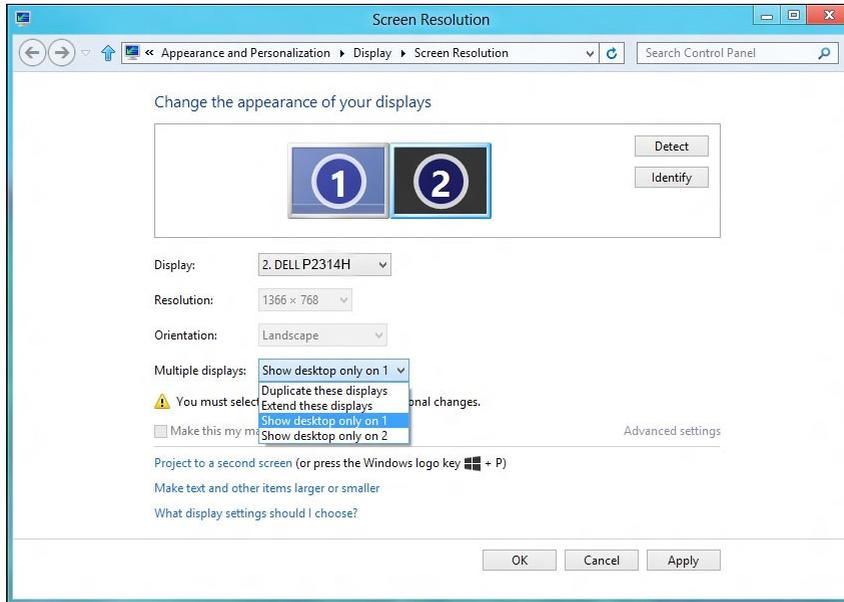 Screen Resolution
« Appearance and Personalization Display Screen Resolution Search Control Panel
Change the appearance of your displays
1 2
Detect
Identify
Display: 2. DELL P2314H
Resolution: 1366 × 768
Orientation: Landscape
Multiple displays: Show desktop only on 1
Duplicate these displays
Extend these displays
Show desktop only on 1
Show desktop only on 2
You must select onal changes.
Make this my Advanced settings
Project to a second screen (or press the Windows logo key + P)
Make text and other items larger or smaller
What display settings should I choose?
OK Cancel Apply